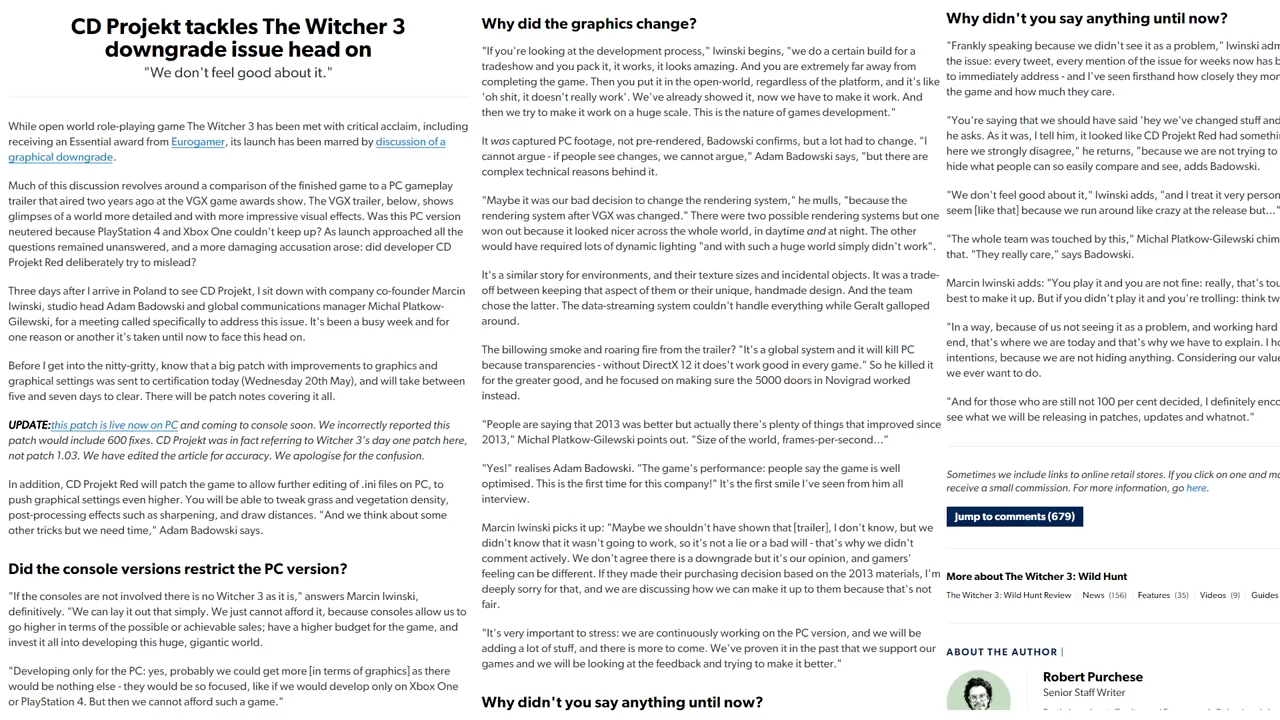 CD Projekt tackles The Witcher 3
downgrade issue head on
"We don't feel good about it."
While open world role-playing game The Witcher 3 has been met with critical acclaim, including
receiving an Essential award from Eurogamer, its launch has been marred by discussion of a
graphical downgrade.
Much of this discussion revolves around a comparison of the finished game to a PC gameplay
trailer that aired two years ago at the VGX game awards show. The VGX trailer, below, shows
glimpses of a world more detailed and with more impressive visual effects. Was this PC version
neutered because PlayStation 4 and Xbox One couldn't keep up? As launch approached all the
questions remained unanswered, and a more damaging accusation arose: did developer CD
Projekt Red deliberately try to mislead?
Three days after I arrive in Poland to see CD Projekt, I sit down with company co-founder Marcin
Iwinski, studio head Adam Badowski and global communications manager Michal Platkow-
Gilewski, for a meeting called specifically to address this issue. It's been a busy week and for
one reason or another it's taken until now to face this head on.
Before I get into the nitty-gritty, know that a big patch with improvements to graphics and
graphical settings was sent to certification today (Wednesday 20th May), and will take between
five and seven days to clear. There will be patch notes covering it all.
UPDATE:this patch is live now on PC and coming to console soon. We incorrectly reported this
patch would include 600 fixes. CD Projekt was in fact referring to Witcher 3's day one patch here,
not patch 1.03. We have edited the article for accuracy. We apologise for the confusion.
In addition, CD Projekt Red will patch the game to allow further editing of .ini files on PC, to
push graphical settings even higher. You will be able to tweak grass and vegetation density,
post-processing effects such as sharpening, and draw distances. "And we think about some
other tricks but we need time," Adam Badowski says.
Did the console versions restrict the PC version?
"If the consoles are not involved there is no Witcher 3 as it is," answers Marcin Iwinski,
definitively. "We can lay it out that simply. We just cannot afford it, because consoles allow us to
go higher in terms of the possible or achievable sales; have a higher budget for the game, and
invest it all into developing this huge, gigantic world.
"Developing only for the PC: yes, probably we could get more [in terms of graphics] as there
would be nothing else - they would be so focused, like if we would develop only on Xbox One
or PlayStation 4. But then we cannot afford such a game."
Why did the graphics change?
"If you're looking at the development process," Iwinski begins, "we do a certain build for a
tradeshow and you pack it, it works, it looks amazing. And you are extremely far away from
completing the game. Then you put it in the open-world, regardless of the platform, and it's like
'oh shit, it doesn't really work'. We've already showed it, now we have to make it work. And
then we try to make it work on a huge scale. This is the nature of games development."
It was captured PC footage, not pre-rendered, Badowski confirms, but a lot had to change. "I
cannot argue - if people see changes, we cannot argue," Adam Badowski says, "but there are
complex technical reasons behind it.
"Maybe it was our bad decision to change the rendering system," he mulls, "because the
rendering system after VGX was changed." There were two possible rendering systems but one
won out because it looked nicer across the whole world, in daytime and at night. The other
would have required lots of dynamic lighting "and with such a huge world simply didn't work".
It's a similar story for environments, and their texture sizes and incidental objects. It was a trade-
off between keeping that aspect of them or their unique, handmade design. And the team
chose the latter. The data-streaming system couldn't handle everything while Geralt galloped
around.
The billowing smoke and roaring fire from the trailer? "It's a global system and it will kill PC
because transparencies - without DirectX 12 it does't work good in every game." So he killed it
for the greater good, and he focused on making sure the 5000 doors in Novigrad worked
instead.
"People are saying that 2013 was better but actually there's plenty of things that improved since
2013," Michal Platkow-Gilewski points out. "Size of the world, frames-per-second..."
"Yes!" realises Adam Badowski. "The game's performance: people say the game is well
optimised. This is the first time for this company!" It's the first smile I've seen from him all
interview.
Marcin Iwinski picks it up: "Maybe we shouldn't have shown that [trailer], I don't know, but we
didn't know that it wasn't going to work, so it's not a lie or a bad will - that's why we didn't
comment actively. We don't agree there is a downgrade but it's our opinion, and gamers'
feeling can be different. If they made their purchasing decision based on the 2013 materials, I'm
deeply sorry for that, and we are discussing how we can make it up to them because that's not
fair.
"It's very important to stress: we are continuously working on the PC version, and we will be
adding a lot of stuff, and there is more to come. We've proven it in the past that we support our
games and we will be looking at the feedback and trying to make it better."
Why didn't you say anything until now?
Why didn't you say anything until now?
"Frankly speaking because we didn't see it as a problem," Iwinski adm
the issue: every tweet, every mention of the issue for weeks now has b
to immediately address - and I've seen firsthand how closely they mon
the game and how much they care.
"You're saying that we should have said 'hey we've changed stuff and
he asks. As it was, I tell him, it looked like CD Projekt Red had somethi
here we strongly disagree," he returns, "because we are not trying to
hide what people can so easily compare and see, adds Badowski.
"We don't feel good about it," Iwinski adds, "and I treat it very person
seem [like that] because we run around like crazy at the release but..."
"The whole team was touched by this," Michal Platkow-Gilewski chim
that. "They really care," says Badowski.
Marcin Iwinski adds: "You play it and you are not fine: really, that's tou
best to make it up. But if you didn't play it and you're trolling: think tw
"In a way, because of us not seeing it as a problem, and working hard
end, that's where we are today and that's why we have to explain. I ho
intentions, because we are not hiding anything. Considering our value
we ever want to do.
"And for those who are still not 100 per cent decided, I definitely enco
see what we will be releasing in patches, updates and whatnot."
Sometimes we include links to online retail stores. If you click on one and ma
receive a small commission. For more information, go here.
Jump to comments (679)
More about The Witcher 3: Wild Hunt
The Witcher 3: Wild Hunt Review News (156) Features (35) Videos (9) Guides
ABOUT THE AUTHOR |
Robert Purchese
Senior Staff Writer